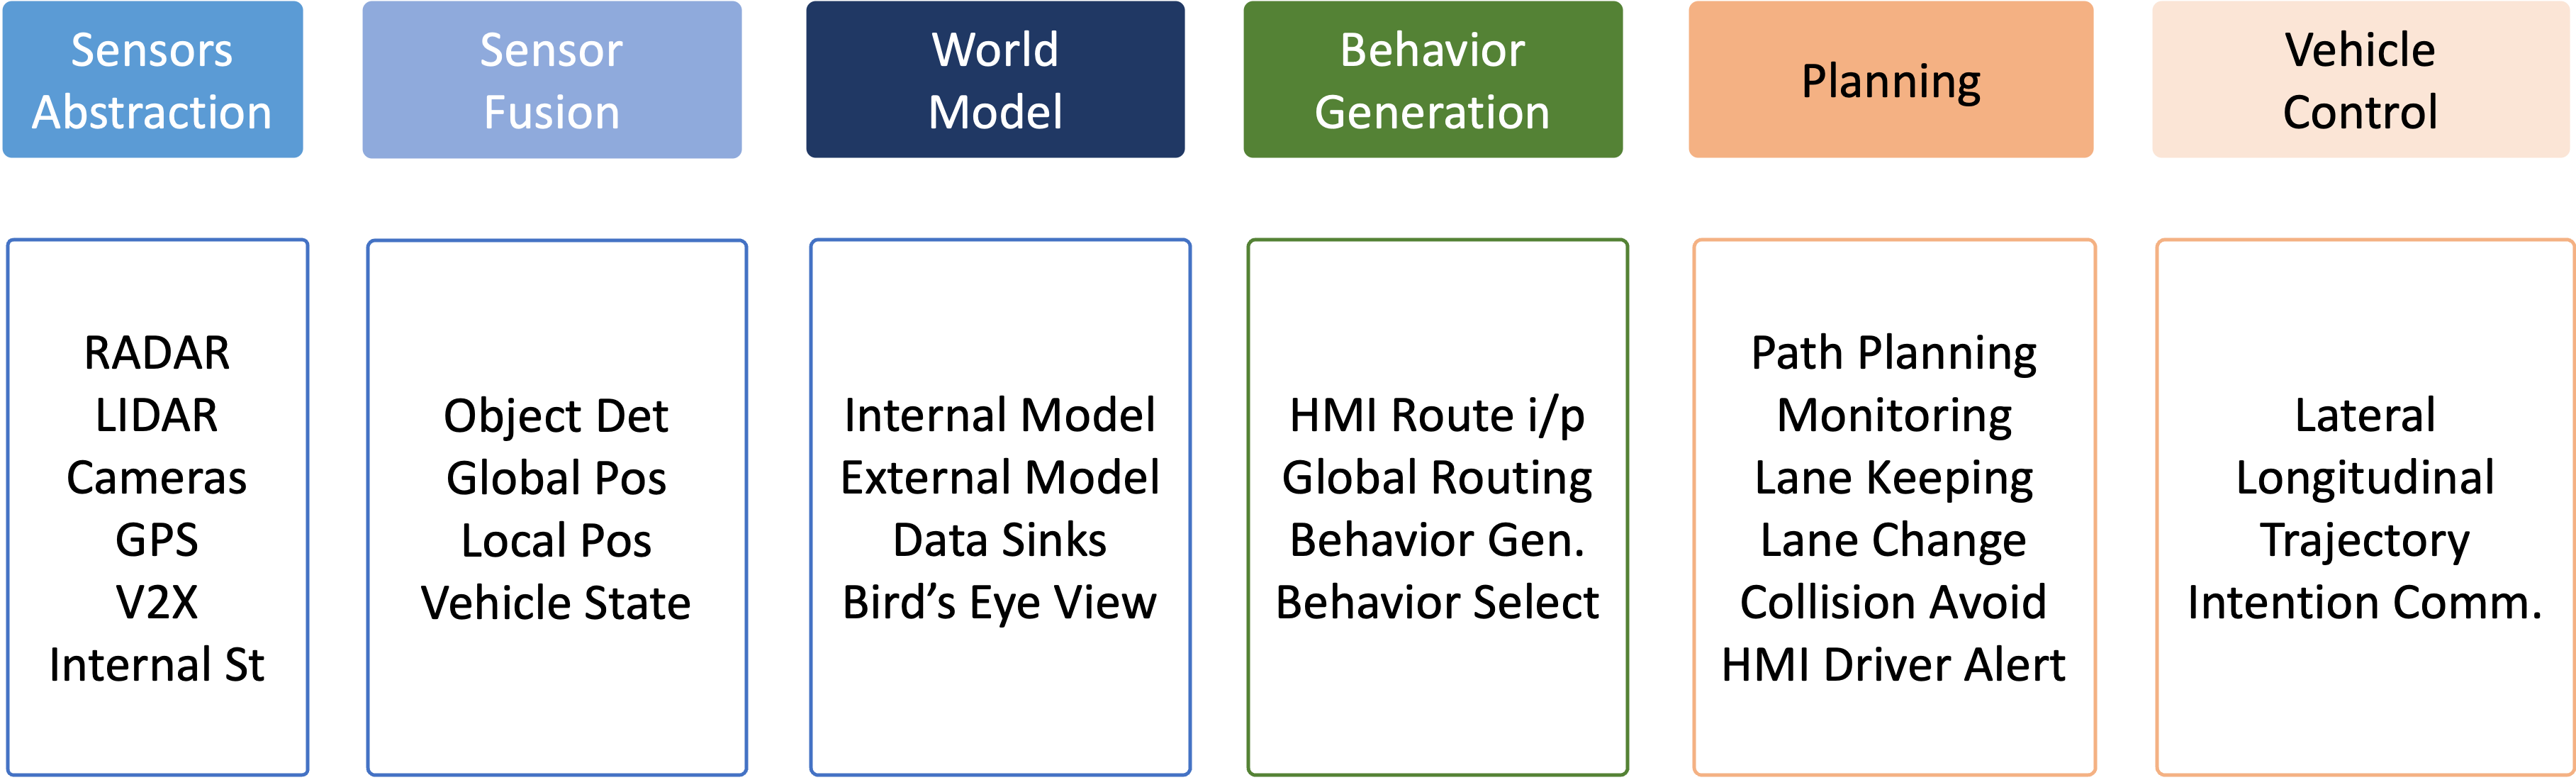 Sensors
Abstraction
Sensor
Fusion
World
Model
Behavior
Generation
Planning
Vehicle
Control
RADAR
LIDAR
Cameras
GPS
V2X
Internal St
Object Det
Global Pos
Local Pos
Vehicle State
Internal Model
External Model
Data Sinks
Bird’s Eye View
HMI Route i/p
Global Routing
Behavior Gen.
Behavior Select
Path Planning
Monitoring
Lane Keeping
Lane Change
Collision Avoid
HMI Driver Alert
Lateral
Longitudinal
Trajectory
Intention Comm.